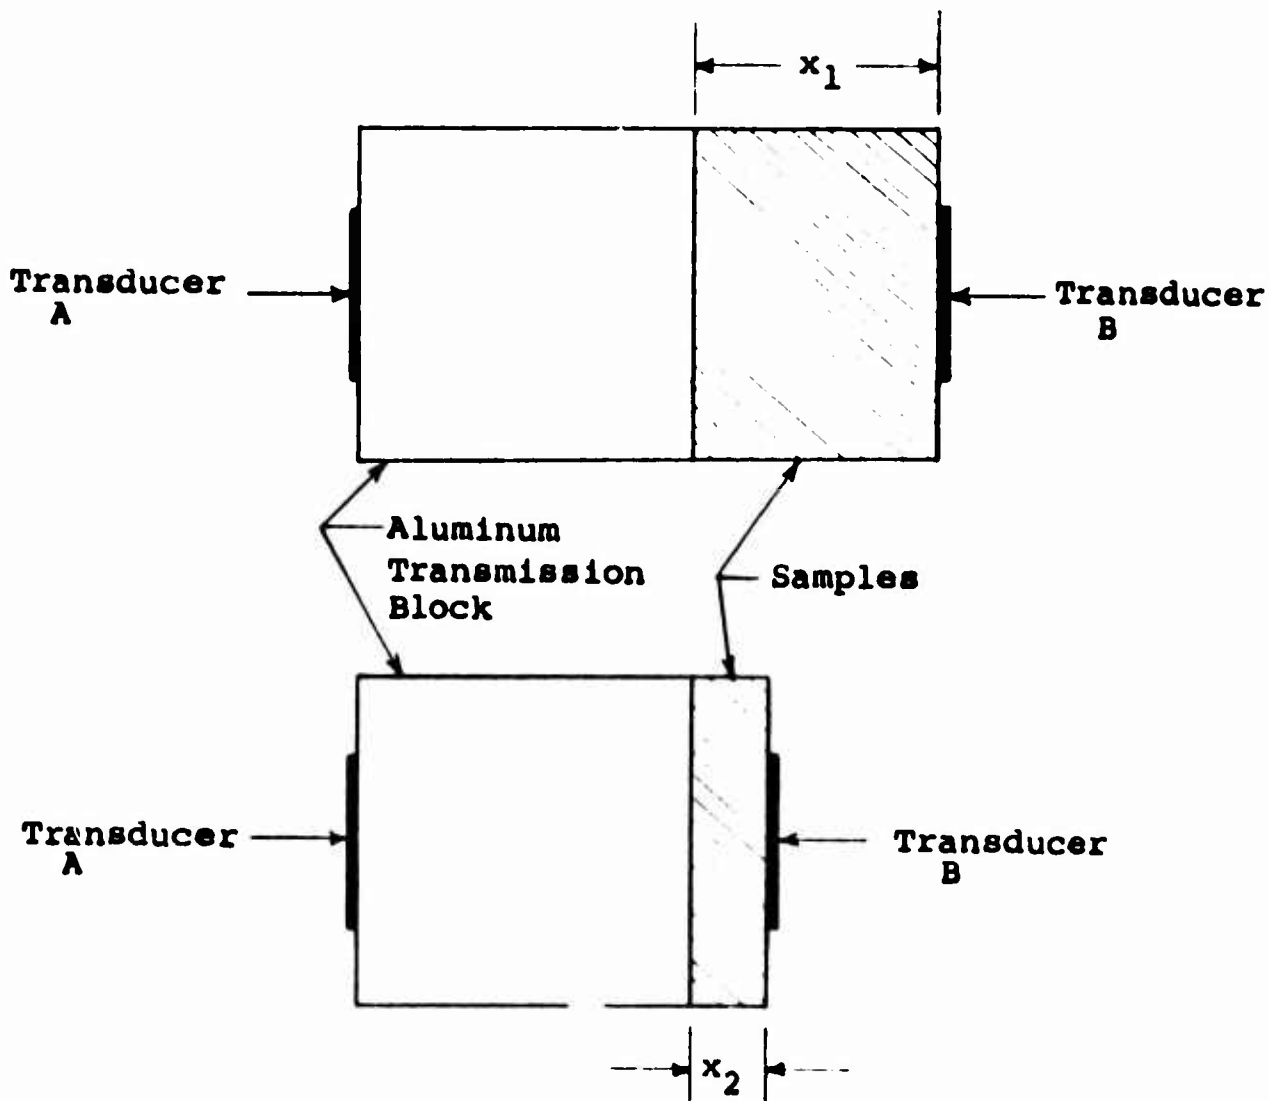 x₁
Transducer
A
Transducer
B
Aluminum
Transmission
Block
Samples
Transducer
A
Transducer
B
x₂